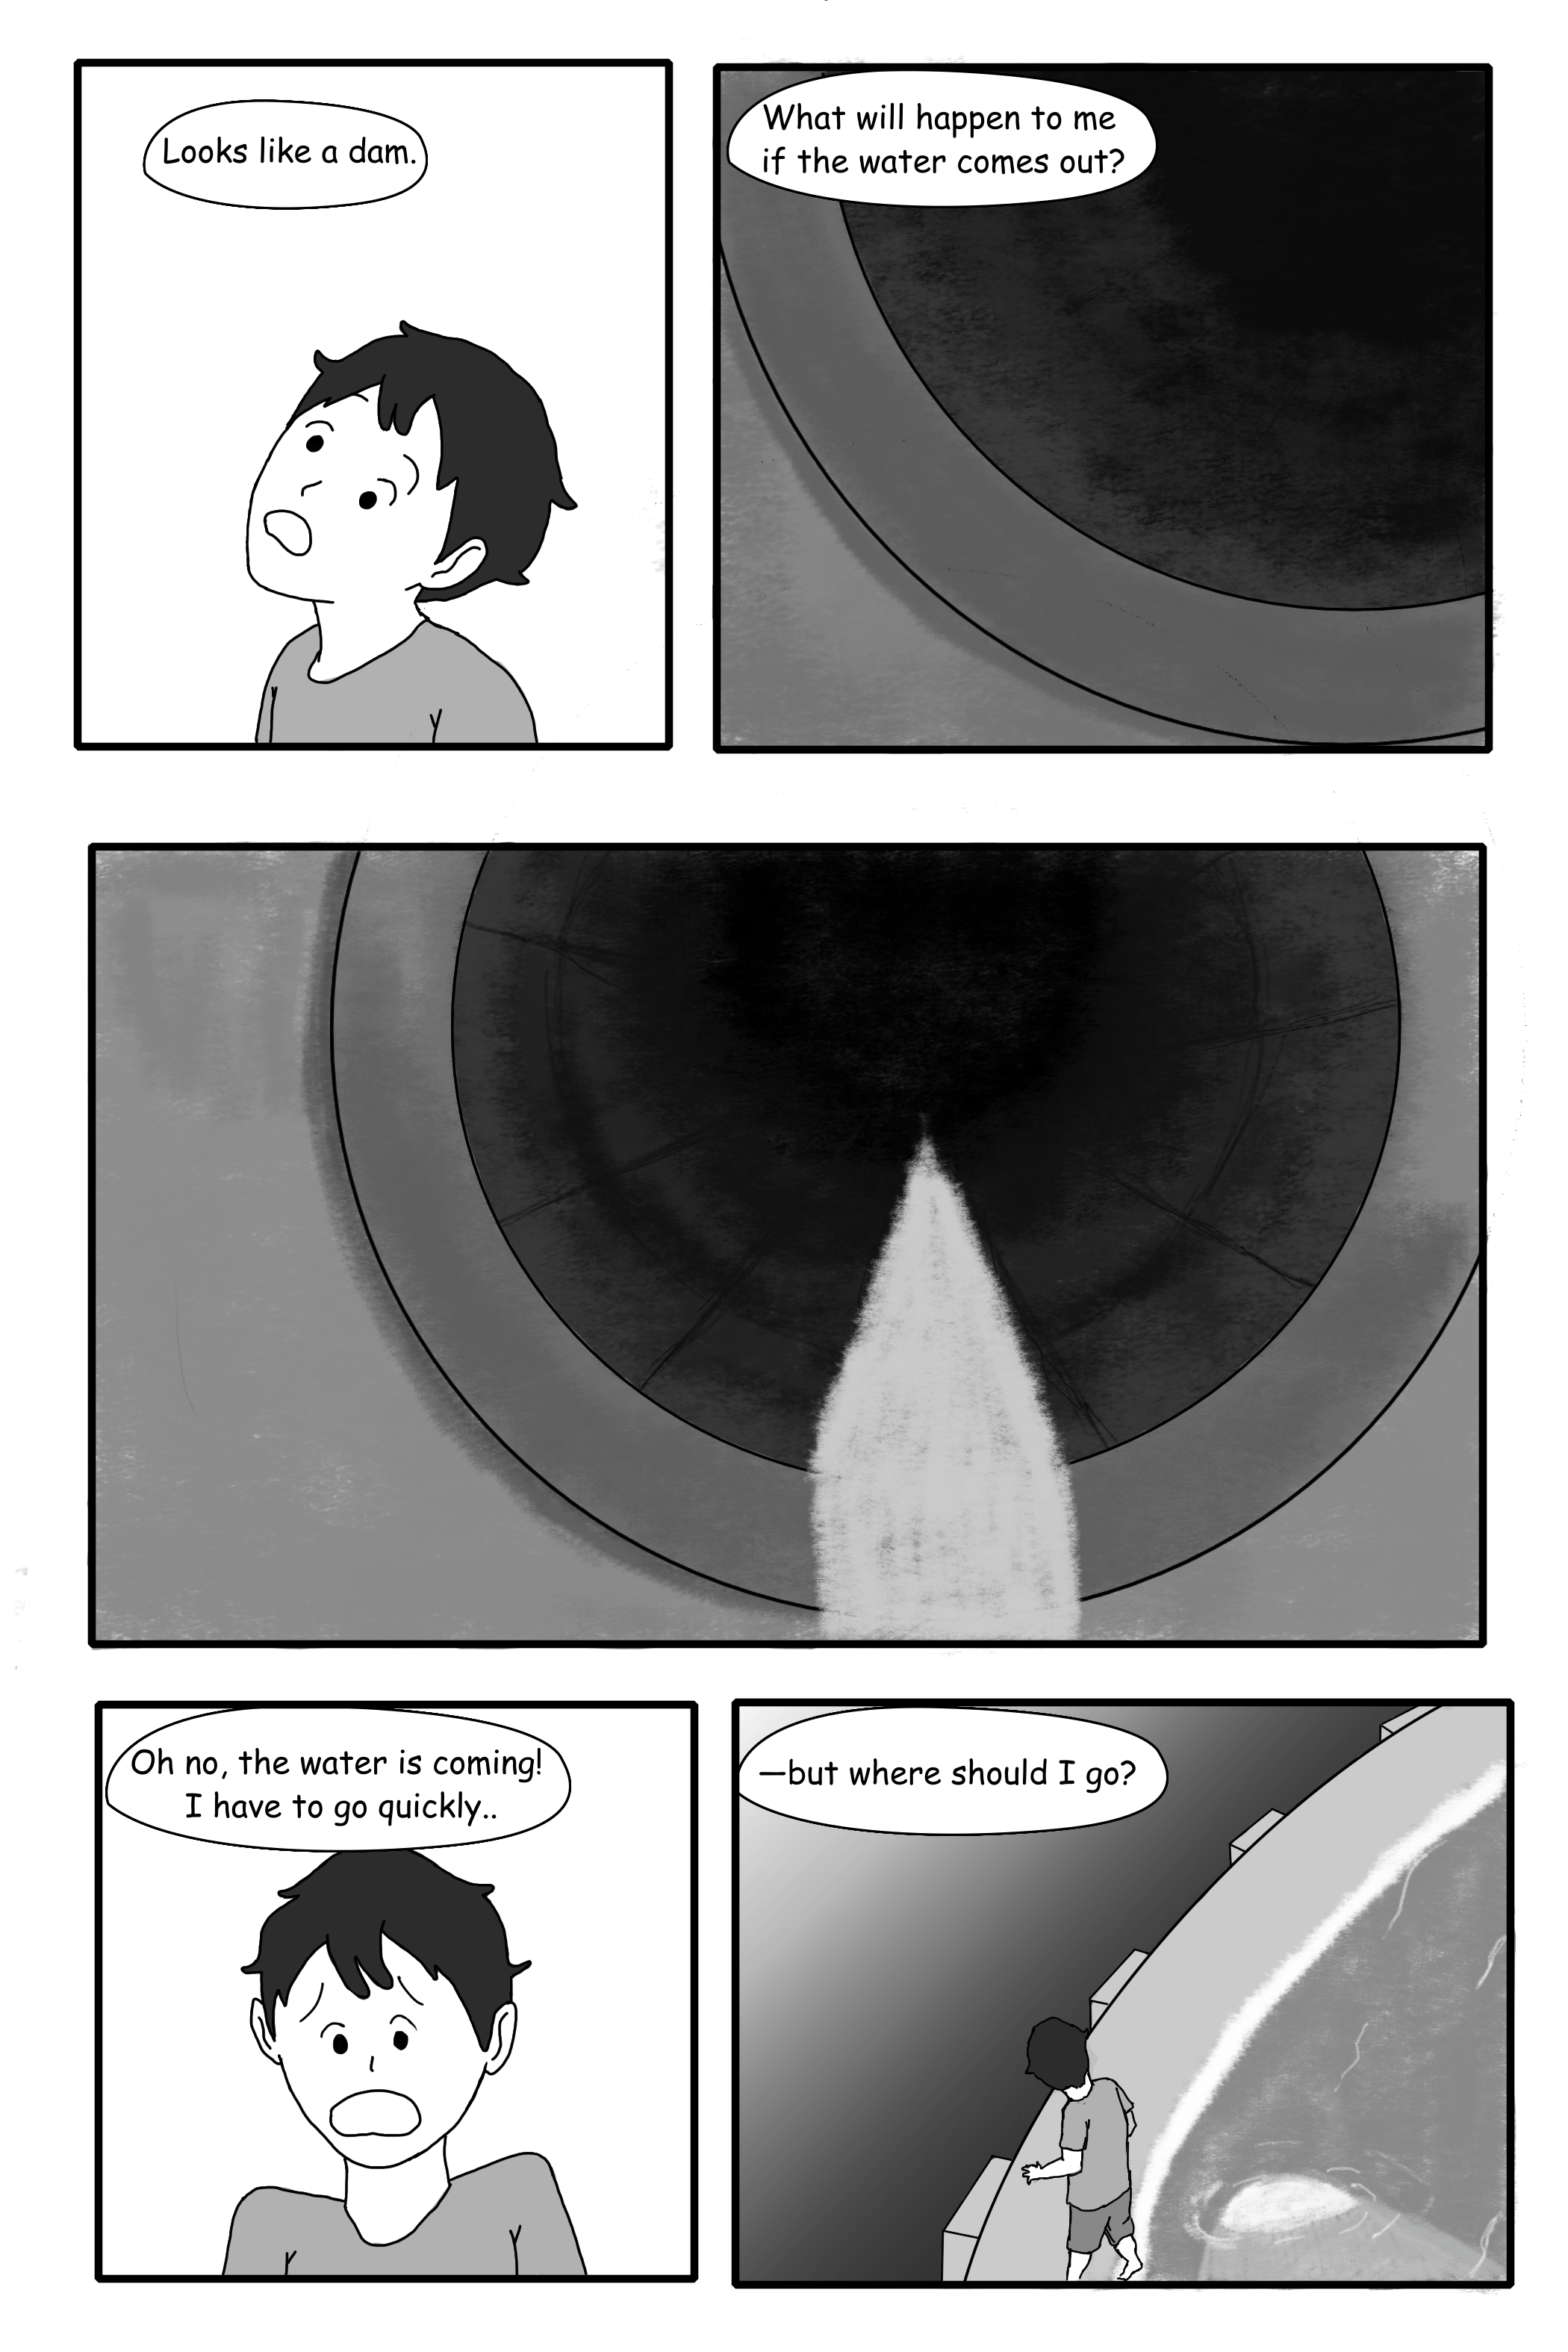 Looks like a dam.
What will happen to me
if the water comes out?
Oh no, the water is coming!
I have to go quickly..
—but where should I go?